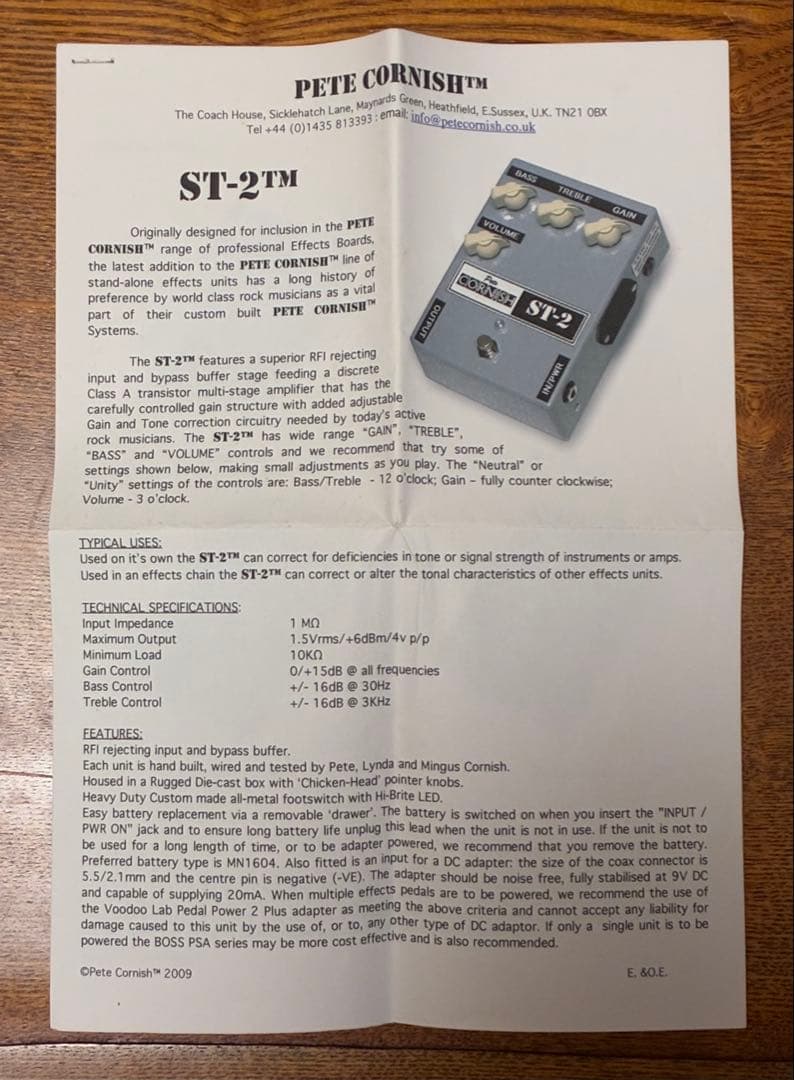 PETE CORNISH™
The Coach House, Sicklehatch Lane, Maynards Green, Heathfield, E.Sussex, U.K. TN21 0BX
Tel +44 (0)1435 813393 : email: info@petecornish.co.uk
ST-2™
Originally designed for inclusion in the PETE
CORNISH™ range of professional Effects Boards,
the latest addition to the PETE CORNISH™ line of
stand-alone effects units has a long history of
preference by world class rock musicians as a vital
part of their custom built PETE CORNISH™
Systems.
BASS
TREBLE
GAIN
VOLUME
Pete
CORNISH
ST-2
OUTPUT
IN/PWR
The ST-2™ features a superior RFI rejecting
input and bypass buffer stage feeding a discrete
Class A transistor multi-stage amplifier that has the
carefully controlled gain structure with added adjustable
Gain and Tone correction circuitry needed by today's active
rock musicians. The ST-2™ has wide range "GAIN", "TREBLE",
"BASS" and "VOLUME" controls and we recommend that try some of
settings shown below, making small adjustments as you play. The "Neutral" or
"Unity" settings of the controls are: Bass/Treble - 12 o'clock; Gain – fully counter clockwise;
Volume - 3 o'clock.
TYPICAL USES:
Used on it's own the ST-2™ can correct for deficiencies in tone or signal strength of instruments or amps.
Used in an effects chain the ST-2™ can correct or alter the tonal characteristics of other effects units.
TECHNICAL SPECIFICATIONS:
Input Impedance 1 MΩ
Maximum Output 1.5Vrms/+6dBm/4v p/p
Minimum Load 10KΩ
Gain Control 0/+15dB @ all frequencies
Bass Control +/- 16dB @ 30Hz
Treble Control +/- 16dB @ 3KHz
FEATURES:
RFI rejecting input and bypass buffer.
Each unit is hand built, wired and tested by Pete, Lynda and Mingus Cornish.
Housed in a Rugged Die-cast box with 'Chicken-Head' pointer knobs.
Heavy Duty Custom made all-metal footswitch with Hi-Brite LED.
Easy battery replacement via a removable 'drawer'. The battery is switched on when you insert the "INPUT /
PWR ON" jack and to ensure long battery life unplug this lead when the unit is not in use. If the unit is not to
be used for a long length of time, or to be adapter powered, we recommend that you remove the battery.
Preferred battery type is MN1604. Also fitted is an input for a DC adapter: the size of the coax connector is
5.5/2.1mm and the centre pin is negative (-VE). The adapter should be noise free, fully stabilised at 9V DC
and capable of supplying 20mA. When multiple effects pedals are to be powered, we recommend the use of
the Voodoo Lab Pedal Power 2 Plus adapter as meeting the above criteria and cannot accept any liability for
damage caused to this unit by the use of, or to, any other type of DC adaptor. If only a single unit is to be
powered the BOSS PSA series may be more cost effective and is also recommended.
©Pete Cornish™ 2009 E. &O.E.